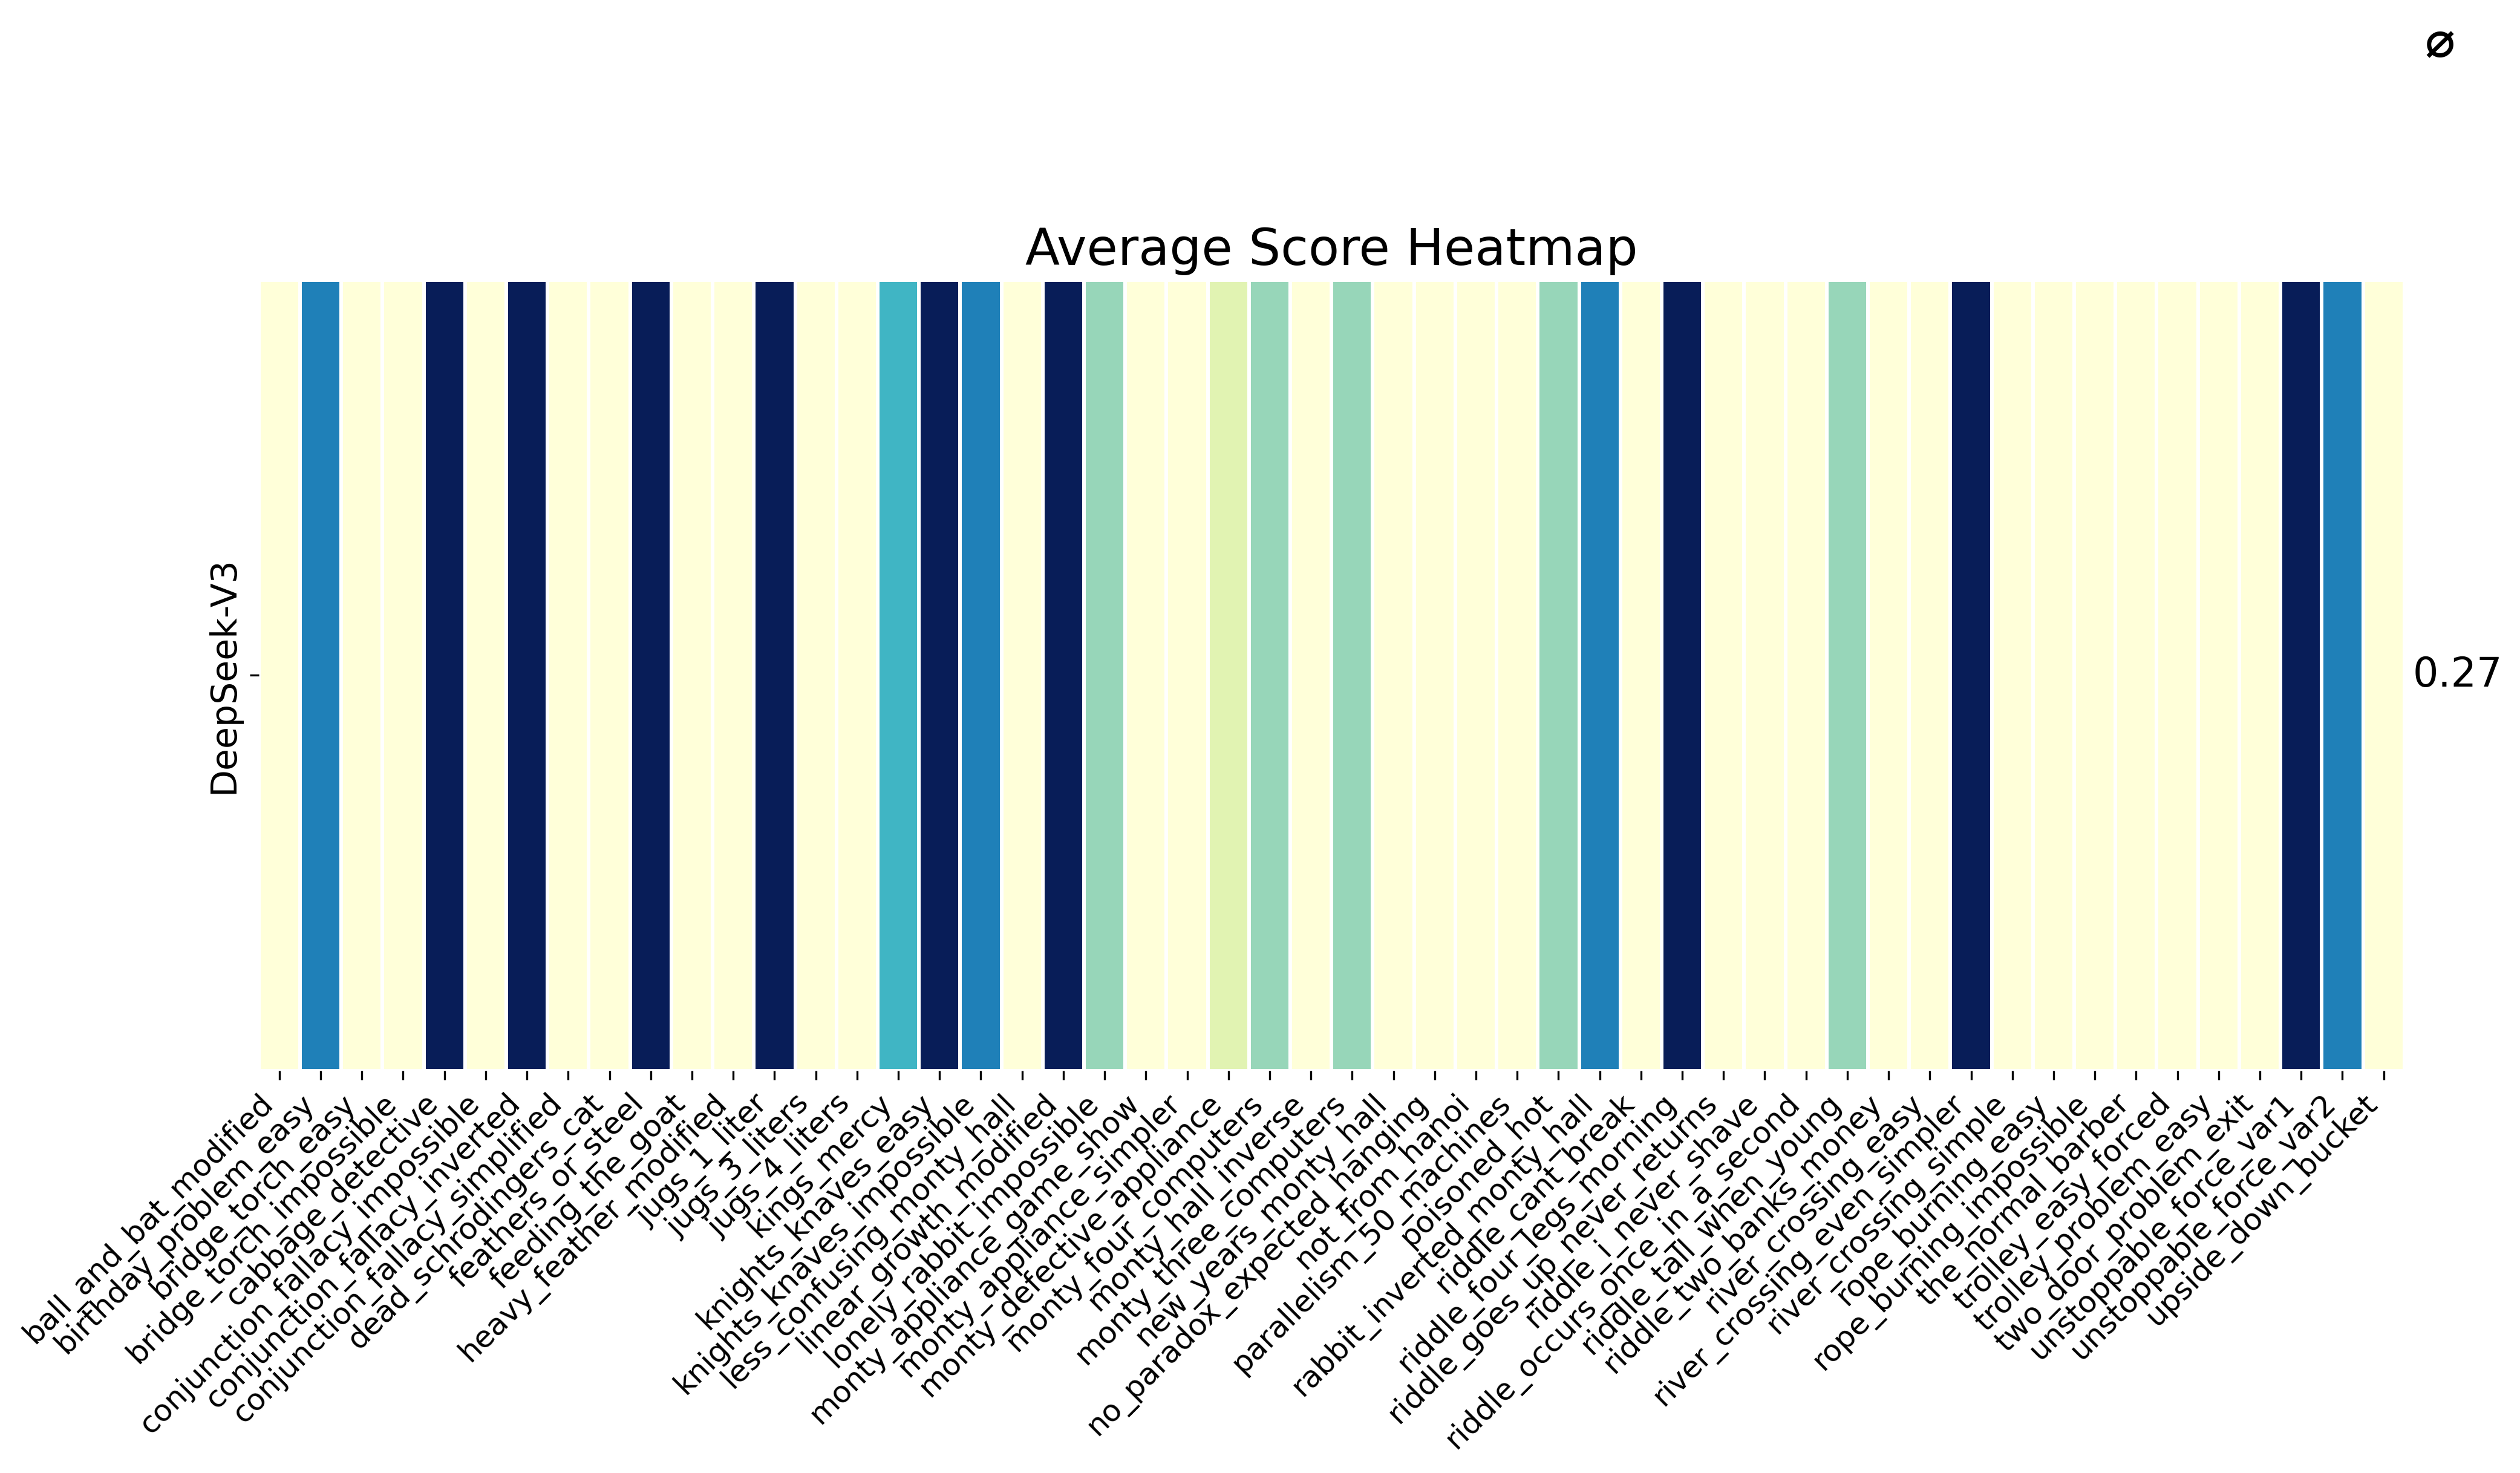 ∅
Average Score Heatmap
DeepSeek-V3
0.27
ball_and_bat_modified
birthday_problem_easy
bridge_torch_easy
bridge_torch_impossible
cabbage_detective
conjunction_fallacy_impossible
conjunction_fallacy_inverted
conjunction_fallacy_simplified
dead_schrodingers_cat
feathers_or_steel
feeding_the_goat
heavy_feather_modified
jugs_1_liter
jugs_3_liters
jugs_4_liters
kings_mercy
knights_knaves_easy
knights_knaves_impossible
less_confusing_monty_hall
linear_growth_modified
lonely_rabbit_impossible
monty_appliance_game_show
monty_appliance_simpler
monty_defective_appliance
monty_four_computers
monty_hall_inverse
monty_three_computers
new_years_monty_hall
no_paradox_expected_hanging
not_from_hanoi
parallelism_50_machines
poisoned_hot
rabbit_inverted_monty_hall
riddle_cant_break
riddle_four_legs_morning
riddle_goes_up_never_returns
riddle_i_never_shave
riddle_occurs_once_in_a_second
riddle_tall_when_young
riddle_two_banks_money
river_crossing_easy
river_crossing_even_simpler
river_crossing_simple
rope_burning_easy
rope_burning_impossible
the_normal_barber
trolley_easy_forced
trolley_problem_easy
two_door_problem_exit
unstoppable_force_var1
unstoppable_force_var2
upside_down_bucket